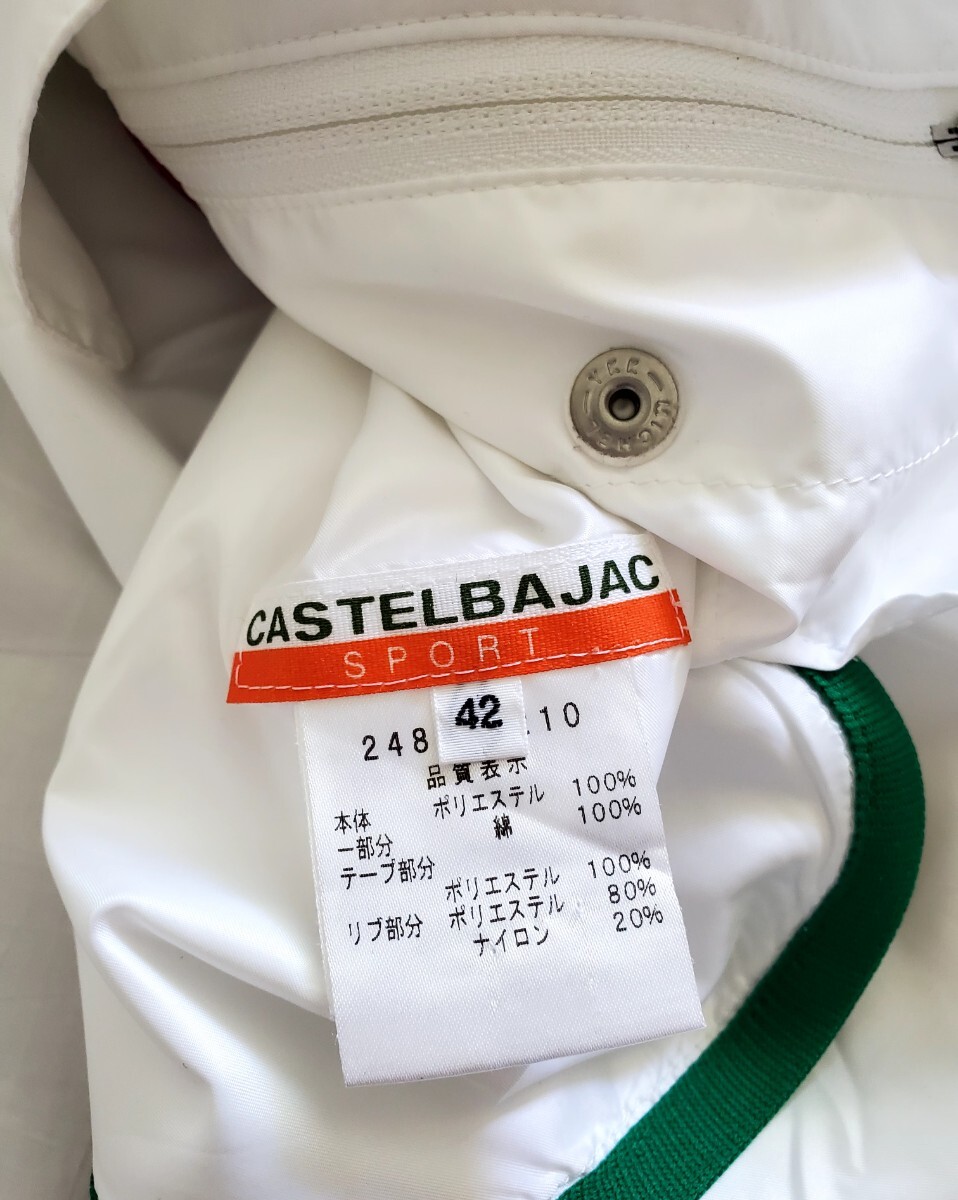 YKK
CASTELBAJAC
SPORT
42
248 10
品質表示
本体 ポリエステル 100%
一部分 綿 100%
テープ部分
ポリエステル 100%
リブ部分 ポリエステル 80%
ナイロン 20%